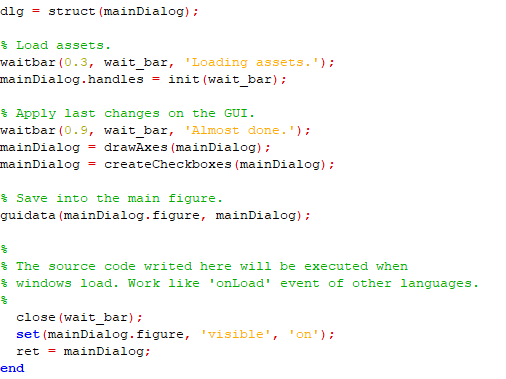 dlg = struct(mainDialog);
% Load assets.
waitbar(0.3, wait_bar, 'Loading assets.');
mainDialog.handles = init(wait_bar);
% Apply last changes on the GUI.
waitbar(0.9, wait_bar, 'Almost done.');
mainDialog = drawAxes(mainDialog);
mainDialog = createCheckboxes(mainDialog);
% Save into the main figure.
guidata(mainDialog.figure, mainDialog);
%
% The source code writed here will be executed when
% windows load. Work like 'onLoad' event of other languages.
%
close(wait_bar);
set(mainDialog.figure, 'visible', 'on');
ret = mainDialog;
end